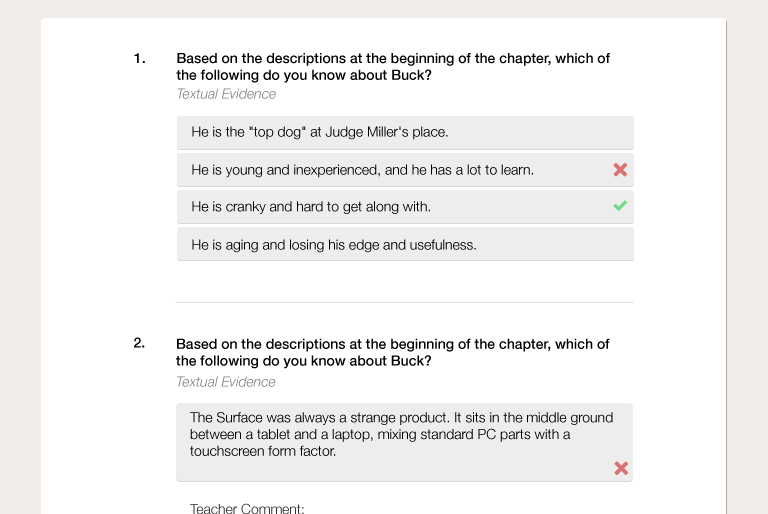 1. Based on the descriptions at the beginning of the chapter, which of
the following do you know about Buck?
Textual Evidence
He is the "top dog" at Judge Miller's place.
He is young and inexperienced, and he has a lot to learn.
He is cranky and hard to get along with.
He is aging and losing his edge and usefulness.
2. Based on the descriptions at the beginning of the chapter, which of
the following do you know about Buck?
Textual Evidence
The Surface was always a strange product. It sits in the middle ground
between a tablet and a laptop, mixing standard PC parts with a
touchscreen form factor.
Teacher Comment: